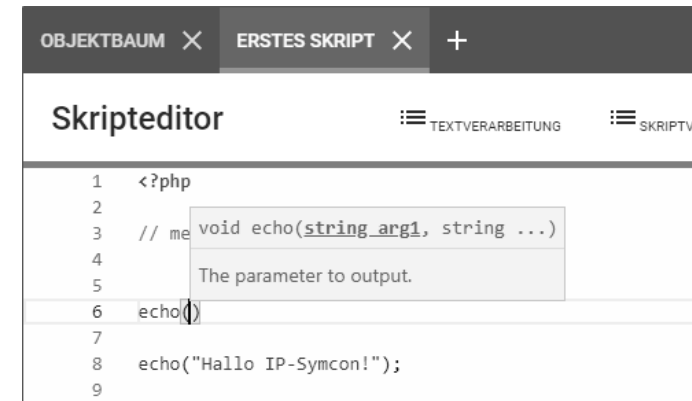 OBJEKTBAUM ERSTES SKRIPT +
Skripteditor TEXTVERARBEITUNG
1 <?php
2
void echo(string arg1, string ...)
3 // me
4
The parameter to output.
5
6 echo()
7
8 echo("Hallo IP-Symcon!");
9